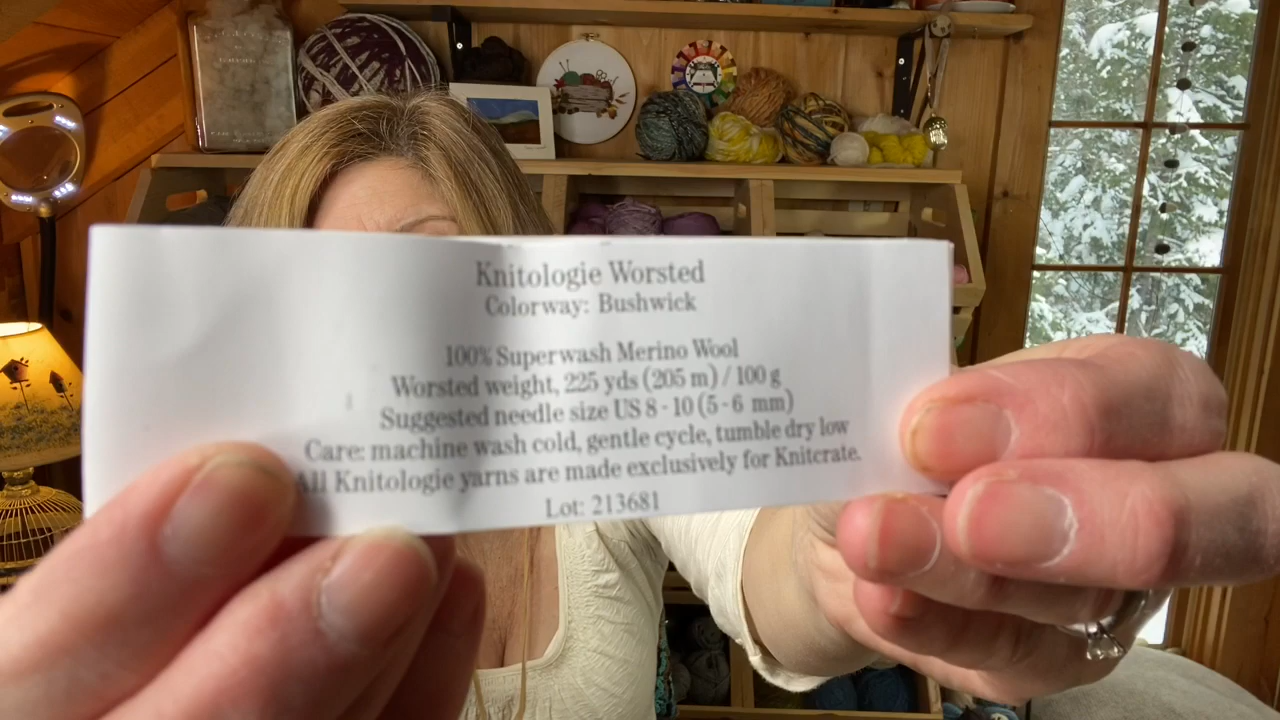 Knitologie Worsted
Colorway: Bushwick
100% Superwash Merino Wool
Worsted weight, 225 yds (205 m) / 100 g
Suggested needle size US 8 - 10 (5 - 6 mm)
Care: machine wash cold, gentle cycle, tumble dry low
All Knitologie yarns are made exclusively for Knitcrate.
Lot: 213681